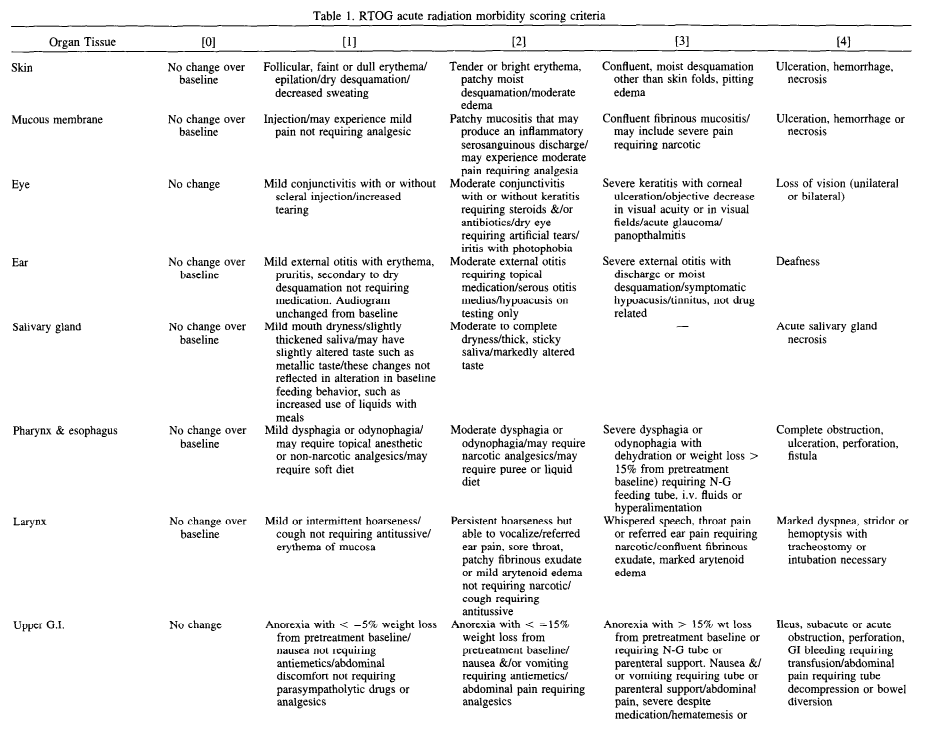 Table 1. RTOG acute radiation morbidity scoring criteria
Organ Tissue
[0]
[1]
[2]
[3]
[4]
Skin
No change over
baseline
Follicular, faint or dull erythema/
epilation/dry desquamation/
decreased sweating
Tender or bright erythema,
patchy moist
desquamation/moderate
edema
Confluent, moist desquamation
other than skin folds, pitting
edema
Ulceration, hemorrhage,
necrosis
Mucous membrane
No change over
baseline
Injection/may experience mild
pain not requiring analgesic
Patchy mucositis that may
produce an inflammatory
serosanguinous discharge/
may experience moderate
pain requiring analgesia
Confluent fibrinous mucositis/
may include severe pain
requiring narcotic
Ulceration, hemorrhage or
necrosis
Eye
No change
Mild conjunctivitis with or without
scleral injection/increased
tearing
Moderate conjunctivitis
with or without keratitis
requiring steroids &/or
antibiotics/dry eye
requiring artificial tears/
iritis with photophobia
Severe keratitis with corneal
ulceration/objective decrease
in visual acuity or in visual
fields/acute glaucoma/
panopthalmitis
Loss of vision (unilateral
or bilateral)
Ear
No change over
baseline
Mild external otitis with erythema,
pruritis, secondary to dry
desquamation not requiring
medication. Audiogram
unchanged from baseline
Moderate external otitis
requiring topical
medication/serous otitis
medius/hypoacusis on
testing only
Severe external otitis with
discharge or moist
desquamation/symptomatic
hypoacusis/tinnitus, not drug
related
Deafness
Salivary gland
No change over
baseline
Mild mouth dryness/slightly
thickened saliva/may have
slightly altered taste such as
metallic taste/these changes not
reflected in alteration in baseline
feeding behavior, such as
increased use of liquids with
meals
Moderate to complete
dryness/thick, sticky
saliva/markedly altered
taste
—
Acute salivary gland
necrosis
Pharynx & esophagus
No change over
baseline
Mild dysphagia or odynophagia/
may require topical anesthetic
or non-narcotic analgesics/may
require soft diet
Moderate dysphagia or
odynophagia/may require
narcotic analgesics/may
require puree or liquid
diet
Severe dysphagia or
odynophagia with
dehydration or weight loss >
15% from pretreatment
baseline) requiring N-G
feeding tube, i.v. fluids or
hyperalimentation
Complete obstruction,
ulceration, perforation,
fistula
Larynx
No change over
baseline
Mild or intermittent hoarseness/
cough not requiring antitussive/
erythema of mucosa
Persistent hoarseness but
able to vocalize/referred
ear pain, sore throat,
patchy fibrinous exudate
or mild arytenoid edema
not requiring narcotic/
cough requiring
antitussive
Whispered speech, throat pain
or referred ear pain requiring
narcotic/confluent fibrinous
exudate, marked arytenoid
edema
Marked dyspnea, stridor or
hemoptysis with
tracheostomy or
intubation necessary
Upper G.I.
No change
Anorexia with < −5% weight loss
from pretreatment baseline/
nausea not requiring
antiemetics/abdominal
discomfort not requiring
parasympatholytic drugs or
analgesics
Anorexia with < =15%
weight loss from
pretreatment baseline/
nausea &/or vomiting
requiring antiemetics/
abdominal pain requiring
analgesics
Anorexia with > 15% wt loss
from pretreatment baseline or
requiring N-G tube or
parenteral support. Nausea &/
or vomiting requiring tube or
parenteral support/abdominal
pain, severe despite
medication/hematemesis or
Ileus, subacute or acute
obstruction, perforation,
GI bleeding requiring
transfusion/abdominal
pain requiring tube
decompression or bowel
diversion